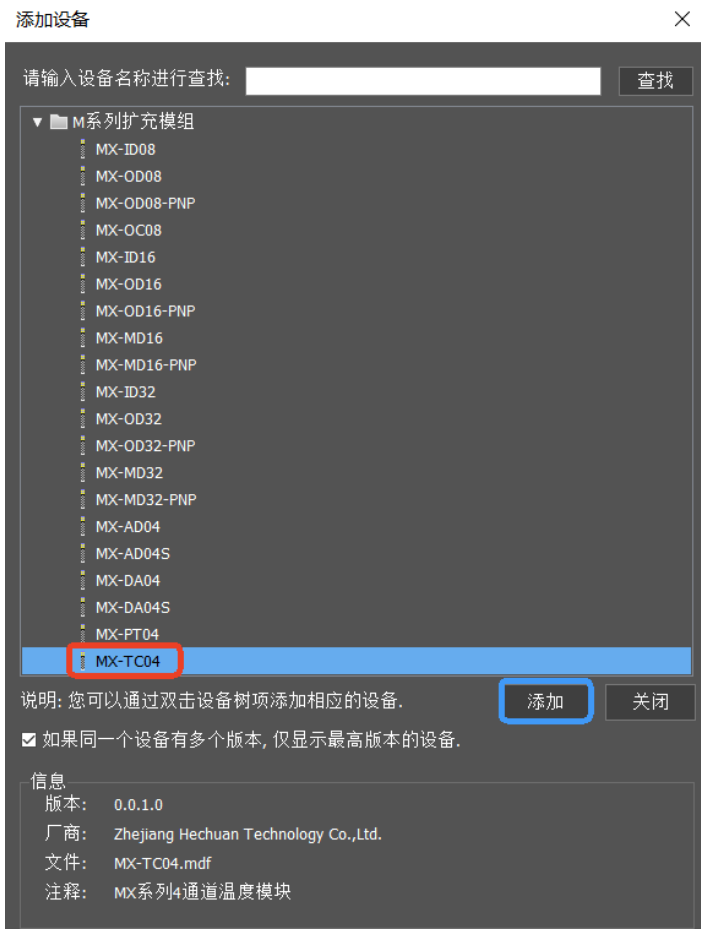 添加设备
请输入设备名称进行查找:
查找
M系列扩充模组
MX-ID08
MX-OD08
MX-OD08-PNP
MX-OC08
MX-ID16
MX-OD16
MX-OD16-PNP
MX-MD16
MX-MD16-PNP
MX-ID32
MX-OD32
MX-OD32-PNP
MX-MD32
MX-MD32-PNP
MX-AD04
MX-AD04S
MX-DA04
MX-DA04S
MX-PT04
MX-TC04
说明: 您可以通过双击设备树项添加相应的设备.
添加
关闭
如果同一个设备有多个版本, 仅显示最高版本的设备.
信息
版本: 0.0.1.0
厂商: Zhejiang Hechuan Technology Co.,Ltd.
文件: MX-TC04.mdf
注释: MX系列4通道温度模块